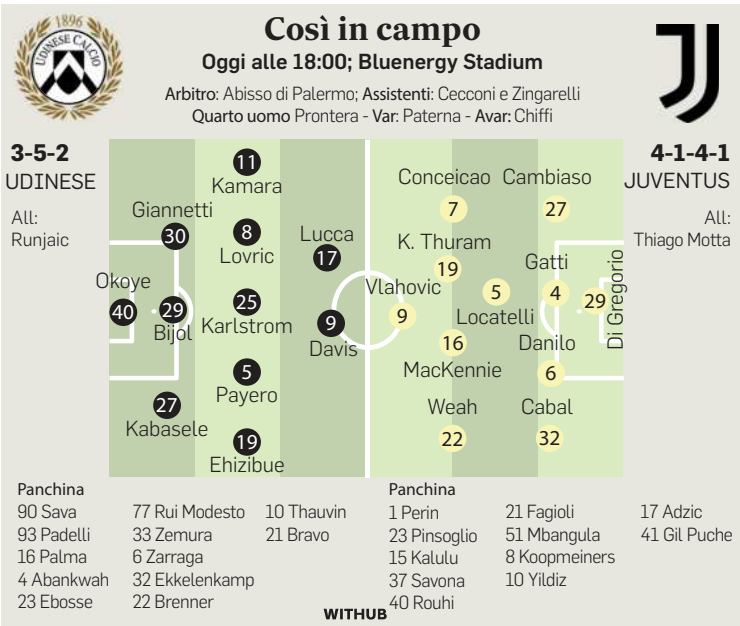 Così in campo
Oggi alle 18:00; Bluenergy Stadium
Arbitro: Abisso di Palermo; Assistenti: Cecconi e Zingarelli
Quarto uomo Prontera - Var: Paterna - Avar: Chiffi
1896
UDINESE CALCIO
3-5-2
UDINESE
All:
Runjaic
4-1-4-1
JUVENTUS
All:
Thiago Motta
40
Okoye
30
Giannetti
29
Bijol
27
Kabasele
11
Kamara
8
Lovric
25
Karlstrom
5
Payero
19
Ehizibue
17
Lucca
9
Davis
Conceicao
7
Cambiaso
27
K. Thuram
19
Gatti
4
Vlahovic
9
5
Locatelli
29
Di Gregorio
16
MacKennie
Danilo
6
Weah
22
Cabal
32
Panchina
90 Sava
93 Padelli
16 Palma
4 Abankwah
23 Ebosse
77 Rui Modesto
33 Zemura
6 Zarraga
32 Ekkelenkamp
22 Brenner
10 Thauvin
21 Bravo
Panchina
1 Perin
23 Pinsoglio
15 Kalulu
37 Savona
40 Rouhi
21 Fagioli
51 Mbangula
8 Koopmeiners
10 Yildiz
17 Adzic
41 Gil Puche
WITHUB